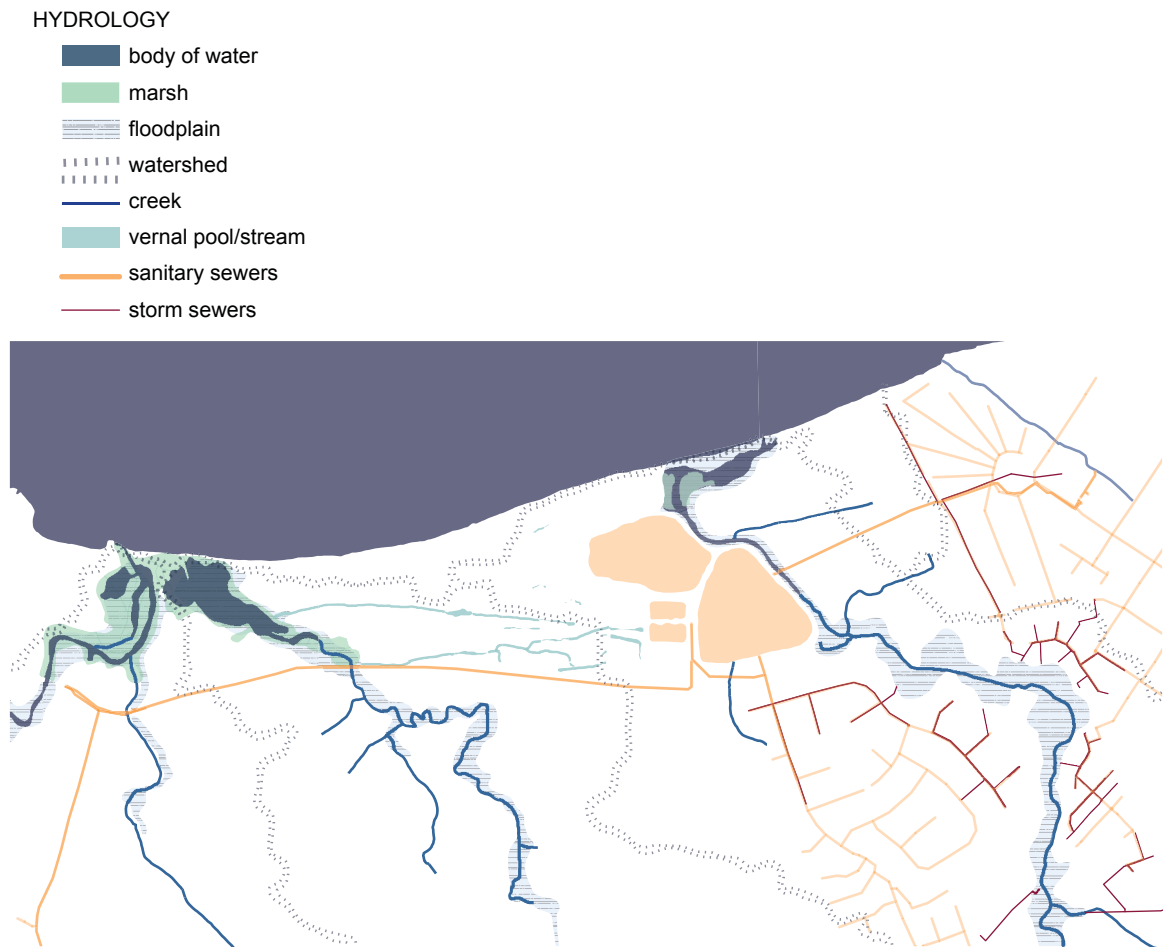 HYDROLOGY
body of water
marsh
floodplain
watershed
creek
vernal pool/stream
sanitary sewers
storm sewers